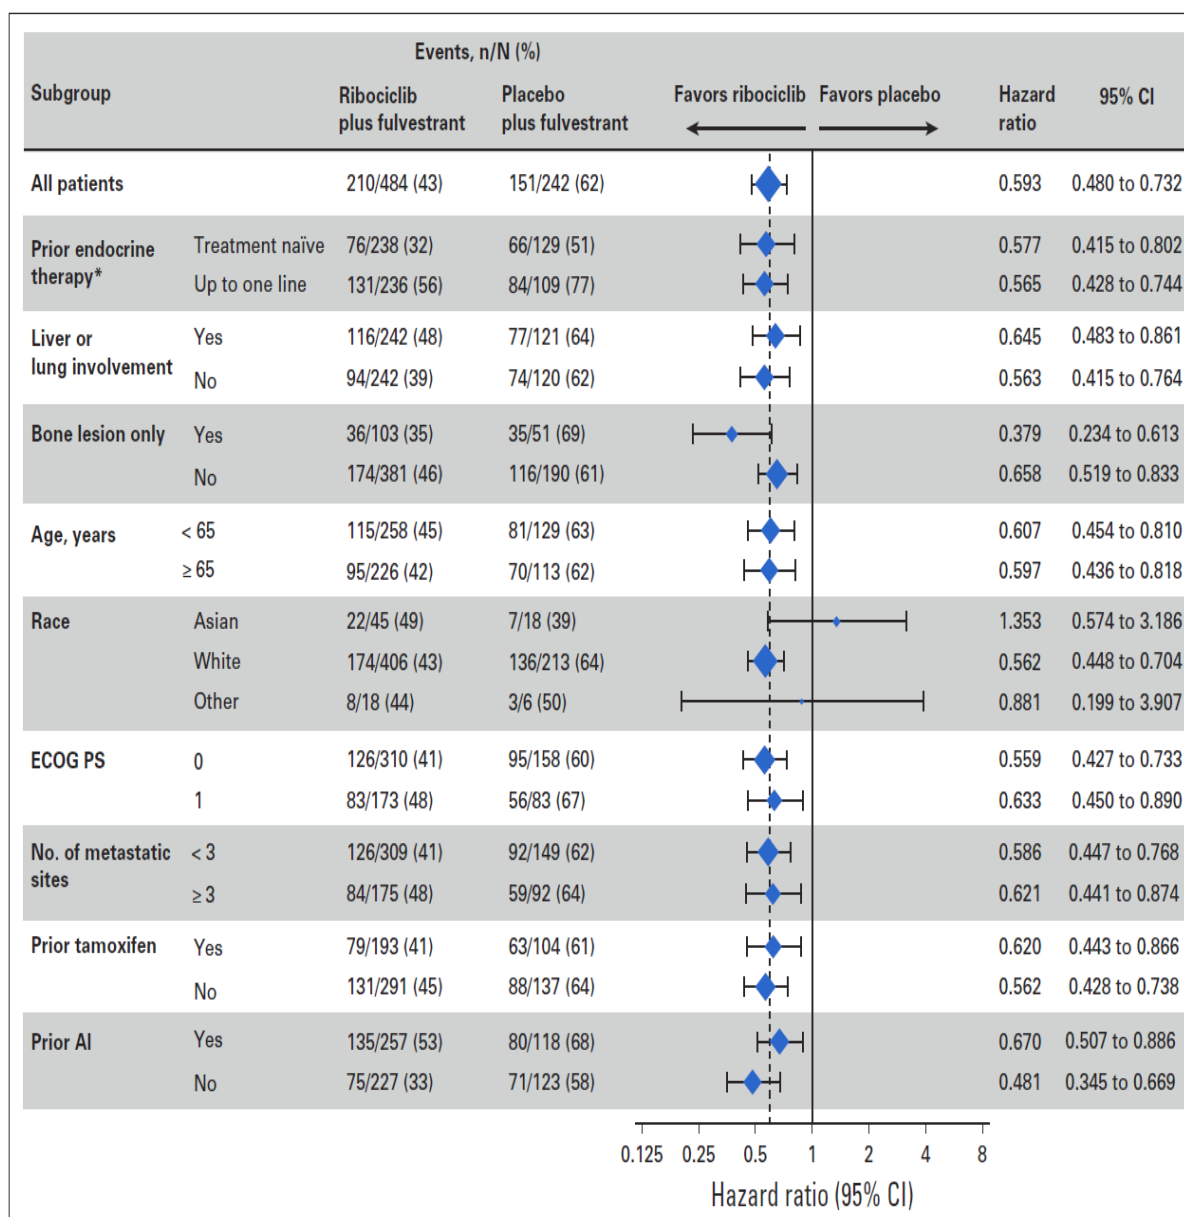 Events, n/N (%)
Subgroup Ribociclib plus fulvestrant Placebo plus fulvestrant Favors ribociclib Favors placebo Hazard ratio 95% CI
All patients 210/484 (43) 151/242 (62) 0.593 0.480 to 0.732
Prior endocrine therapy* Treatment naïve 76/238 (32) 66/129 (51) 0.577 0.415 to 0.802
Up to one line 131/236 (56) 84/109 (77) 0.565 0.428 to 0.744
Liver or lung involvement Yes 116/242 (48) 77/121 (64) 0.645 0.483 to 0.861
No 94/242 (39) 74/120 (62) 0.563 0.415 to 0.764
Bone lesion only Yes 36/103 (35) 35/51 (69) 0.379 0.234 to 0.613
No 174/381 (46) 116/190 (61) 0.658 0.519 to 0.833
Age, years < 65 115/258 (45) 81/129 (63) 0.607 0.454 to 0.810
≥ 65 95/226 (42) 70/113 (62) 0.597 0.436 to 0.818
Race Asian 22/45 (49) 7/18 (39) 1.353 0.574 to 3.186
White 174/406 (43) 136/213 (64) 0.562 0.448 to 0.704
Other 8/18 (44) 3/6 (50) 0.881 0.199 to 3.907
ECOG PS 0 126/310 (41) 95/158 (60) 0.559 0.427 to 0.733
1 83/173 (48) 56/83 (67) 0.633 0.450 to 0.890
No. of metastatic sites < 3 126/309 (41) 92/149 (62) 0.586 0.447 to 0.768
≥ 3 84/175 (48) 59/92 (64) 0.621 0.441 to 0.874
Prior tamoxifen Yes 79/193 (41) 63/104 (61) 0.620 0.443 to 0.866
No 131/291 (45) 88/137 (64) 0.562 0.428 to 0.738
Prior AI Yes 135/257 (53) 80/118 (68) 0.670 0.507 to 0.886
No 75/227 (33) 71/123 (58) 0.481 0.345 to 0.669
0.125 0.25 0.5 1 2 4 8
Hazard ratio (95% CI)